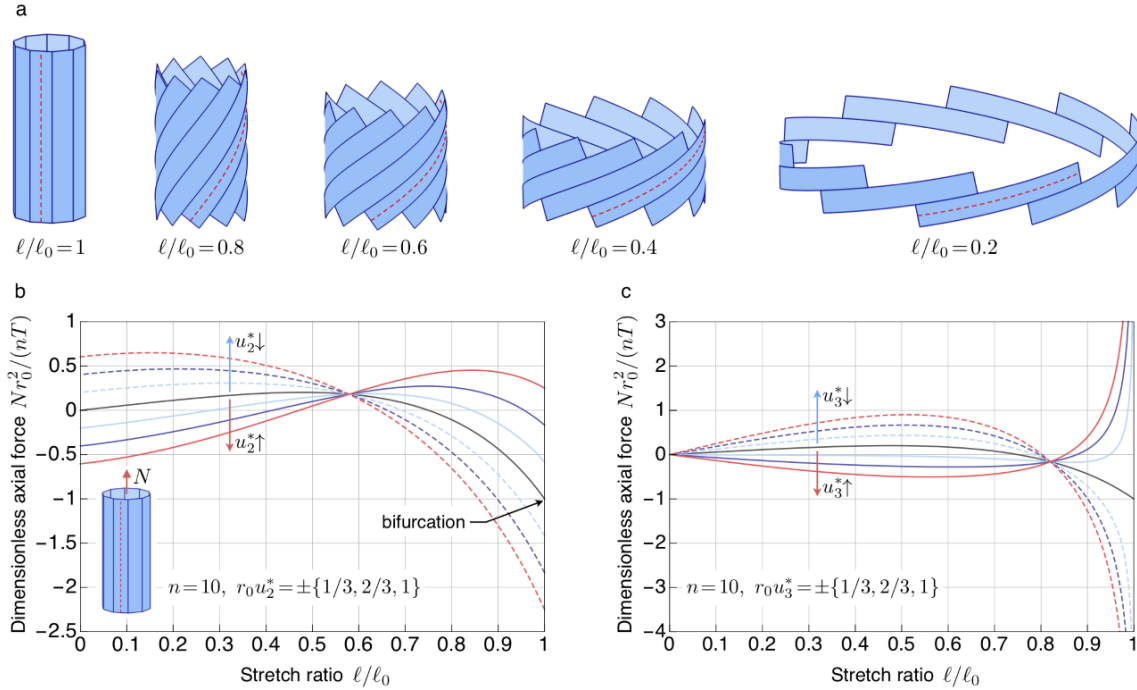 a
ℓ/ℓ₀=1
ℓ/ℓ₀=0.8
ℓ/ℓ₀=0.6
ℓ/ℓ₀=0.4
ℓ/ℓ₀=0.2
b
Dimensionless axial force Nr₀²/(nT)
1
0.5
0
−0.5
−1
−1.5
−2
−2.5
u₂*↓
u₂*↑
N
bifurcation
n=10, r₀u₂*=±{1/3,2/3,1}
0 0.1 0.2 0.3 0.4 0.5 0.6 0.7 0.8 0.9 1
Stretch ratio ℓ/ℓ₀
c
Dimensionless axial force Nr₀²/(nT)
3
2
1
0
−1
−2
−3
−4
u₃*↓
u₃*↑
n=10, r₀u₃*=±{1/3,2/3,1}
0 0.1 0.2 0.3 0.4 0.5 0.6 0.7 0.8 0.9 1
Stretch ratio ℓ/ℓ₀